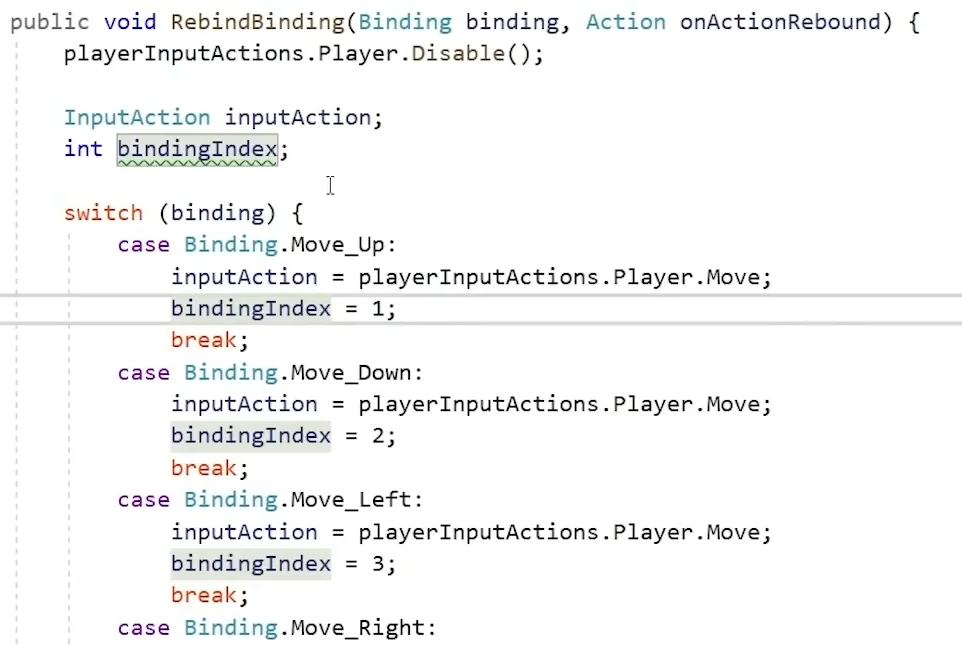 public void RebindBinding(Binding binding, Action onActionRebound) {
playerInputActions.Player.Disable();
InputAction inputAction;
int bindingIndex;
switch (binding) {
case Binding.Move_Up:
inputAction = playerInputActions.Player.Move;
bindingIndex = 1;
break;
case Binding.Move_Down:
inputAction = playerInputActions.Player.Move;
bindingIndex = 2;
break;
case Binding.Move_Left:
inputAction = playerInputActions.Player.Move;
bindingIndex = 3;
break;
case Binding.Move_Right: